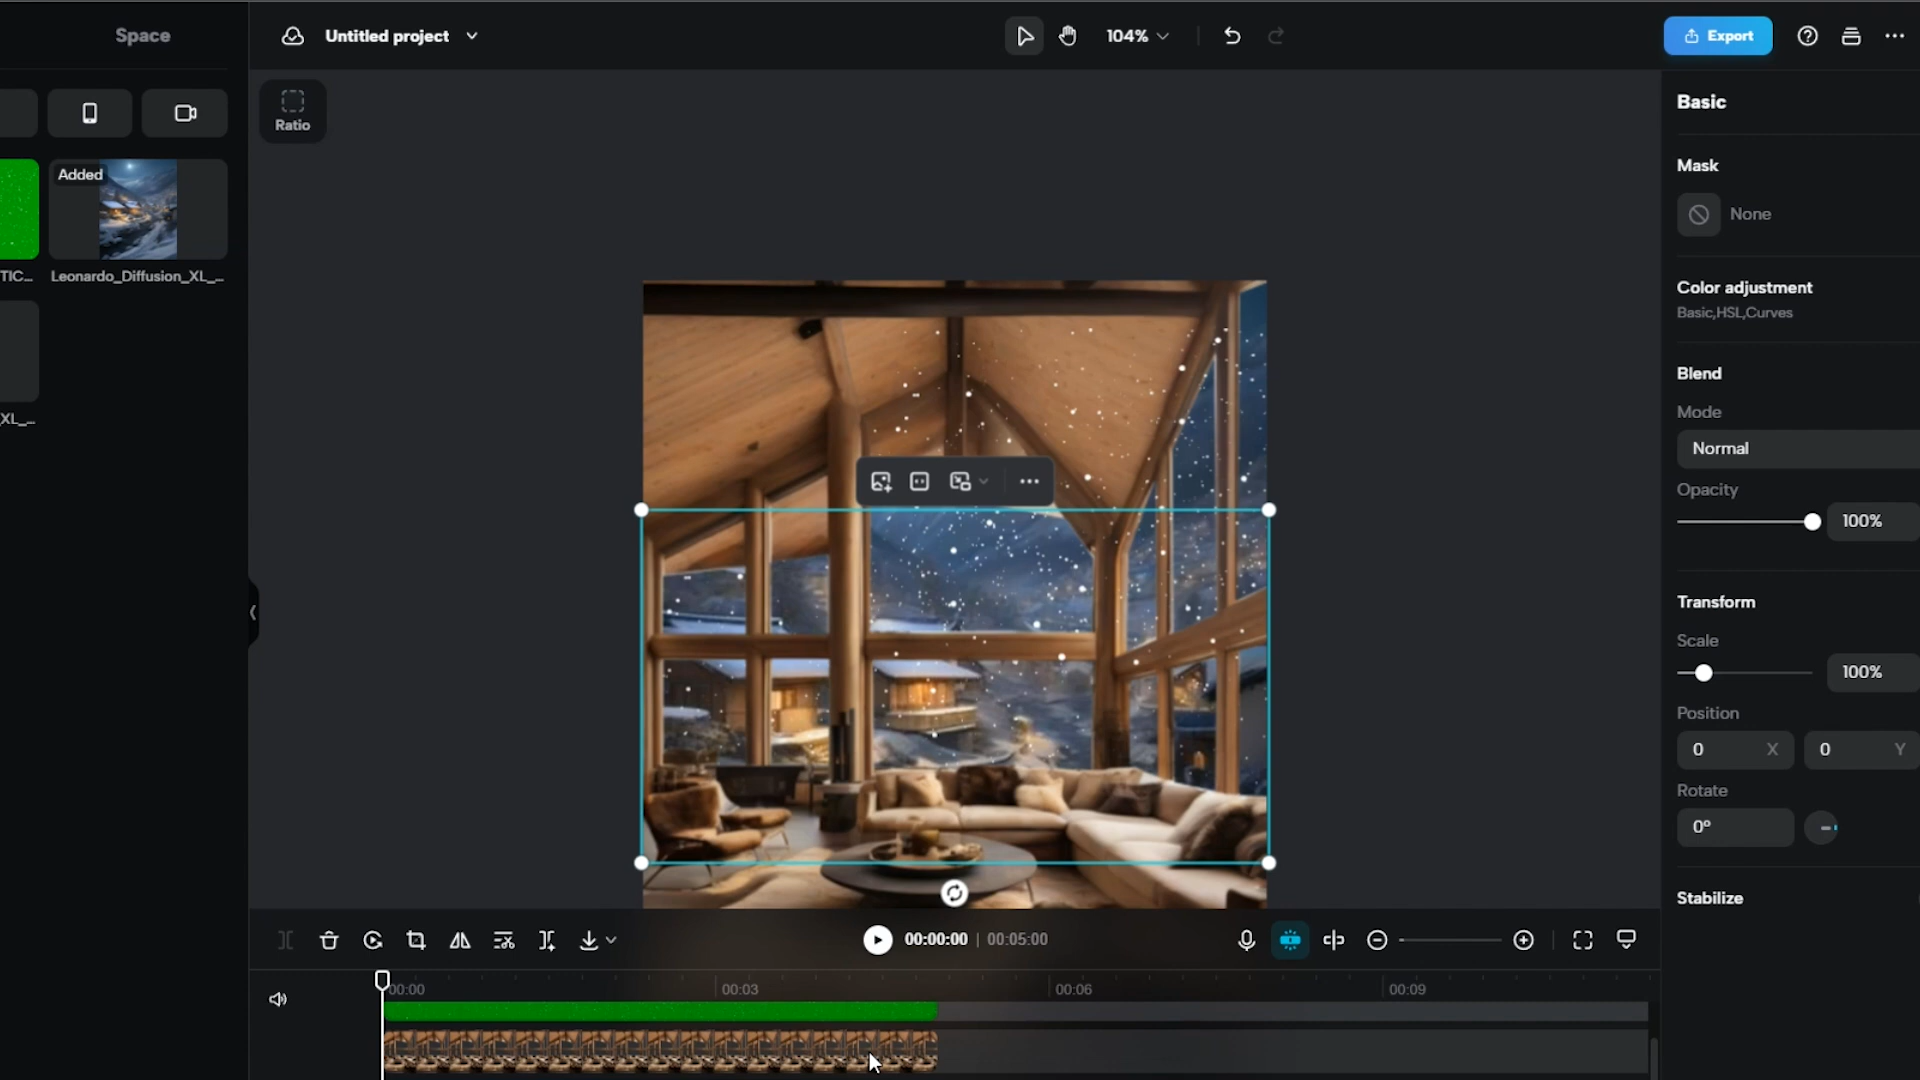 Space
Untitled project
104%
Export
Ratio
Added
TIC...
Leonardo_Diffusion_XL_...
XL_...
Basic
Mask
None
Color adjustment
Basic,HSL,Curves
Blend
Mode
Normal
Opacity
100%
Transform
Scale
100%
Position
0 X 0 Y
Rotate
0°
Stabilize
00:00:00 | 00:05:00
00:00 00:03 00:06 00:09